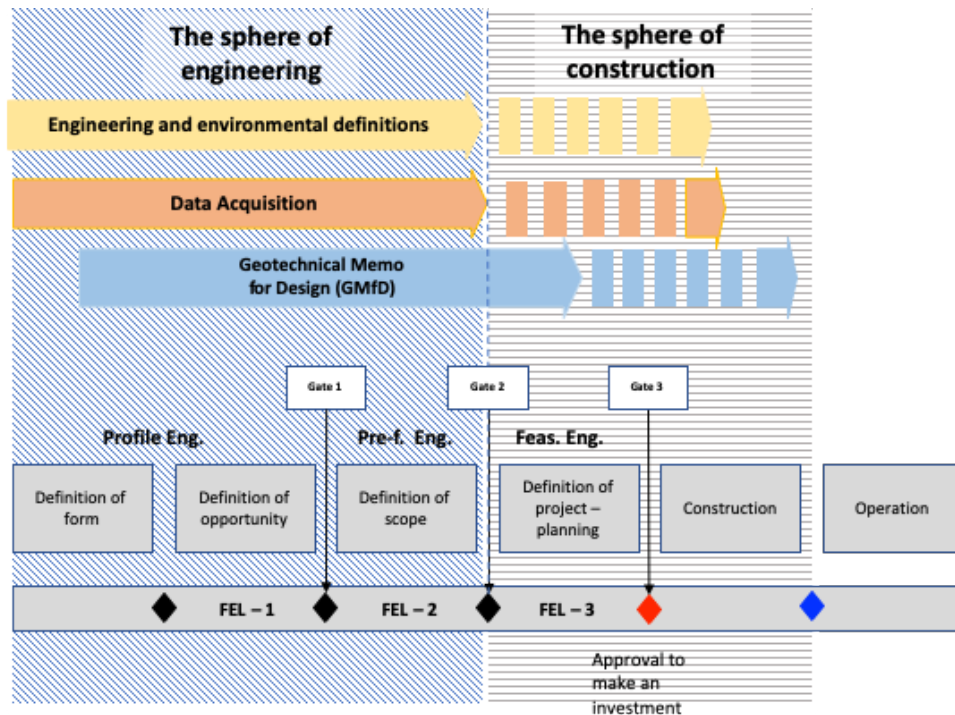 The sphere of
engineering
The sphere of
construction
Engineering and environmental definitions
Data Acquisition
Geotechnical Memo
for Design (GMfD)
Gate 1
Gate 2
Gate 3
Profile Eng.
Pre-f. Eng.
Feas. Eng.
Definition of
form
Definition of
opportunity
Definition of
scope
Definition of
project –
planning
Construction
Operation
FEL – 1
FEL – 2
FEL – 3
Approval to
make an
investment